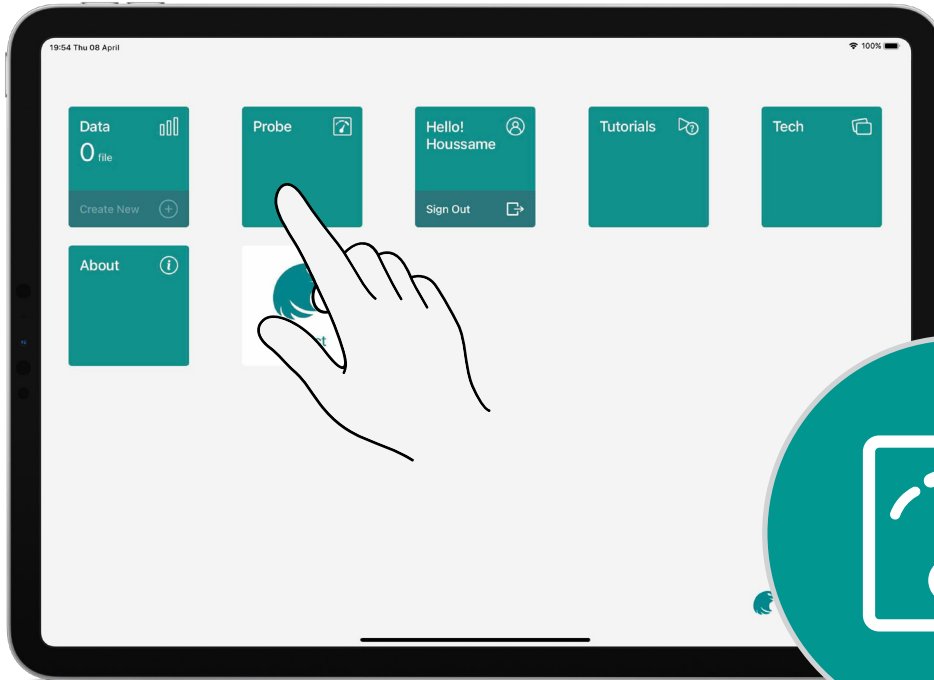 19:54 Thu 08 April
100%
Data
0 file
Create New
Probe
Hello!
Houssame
Sign Out
Tutorials
Tech
About